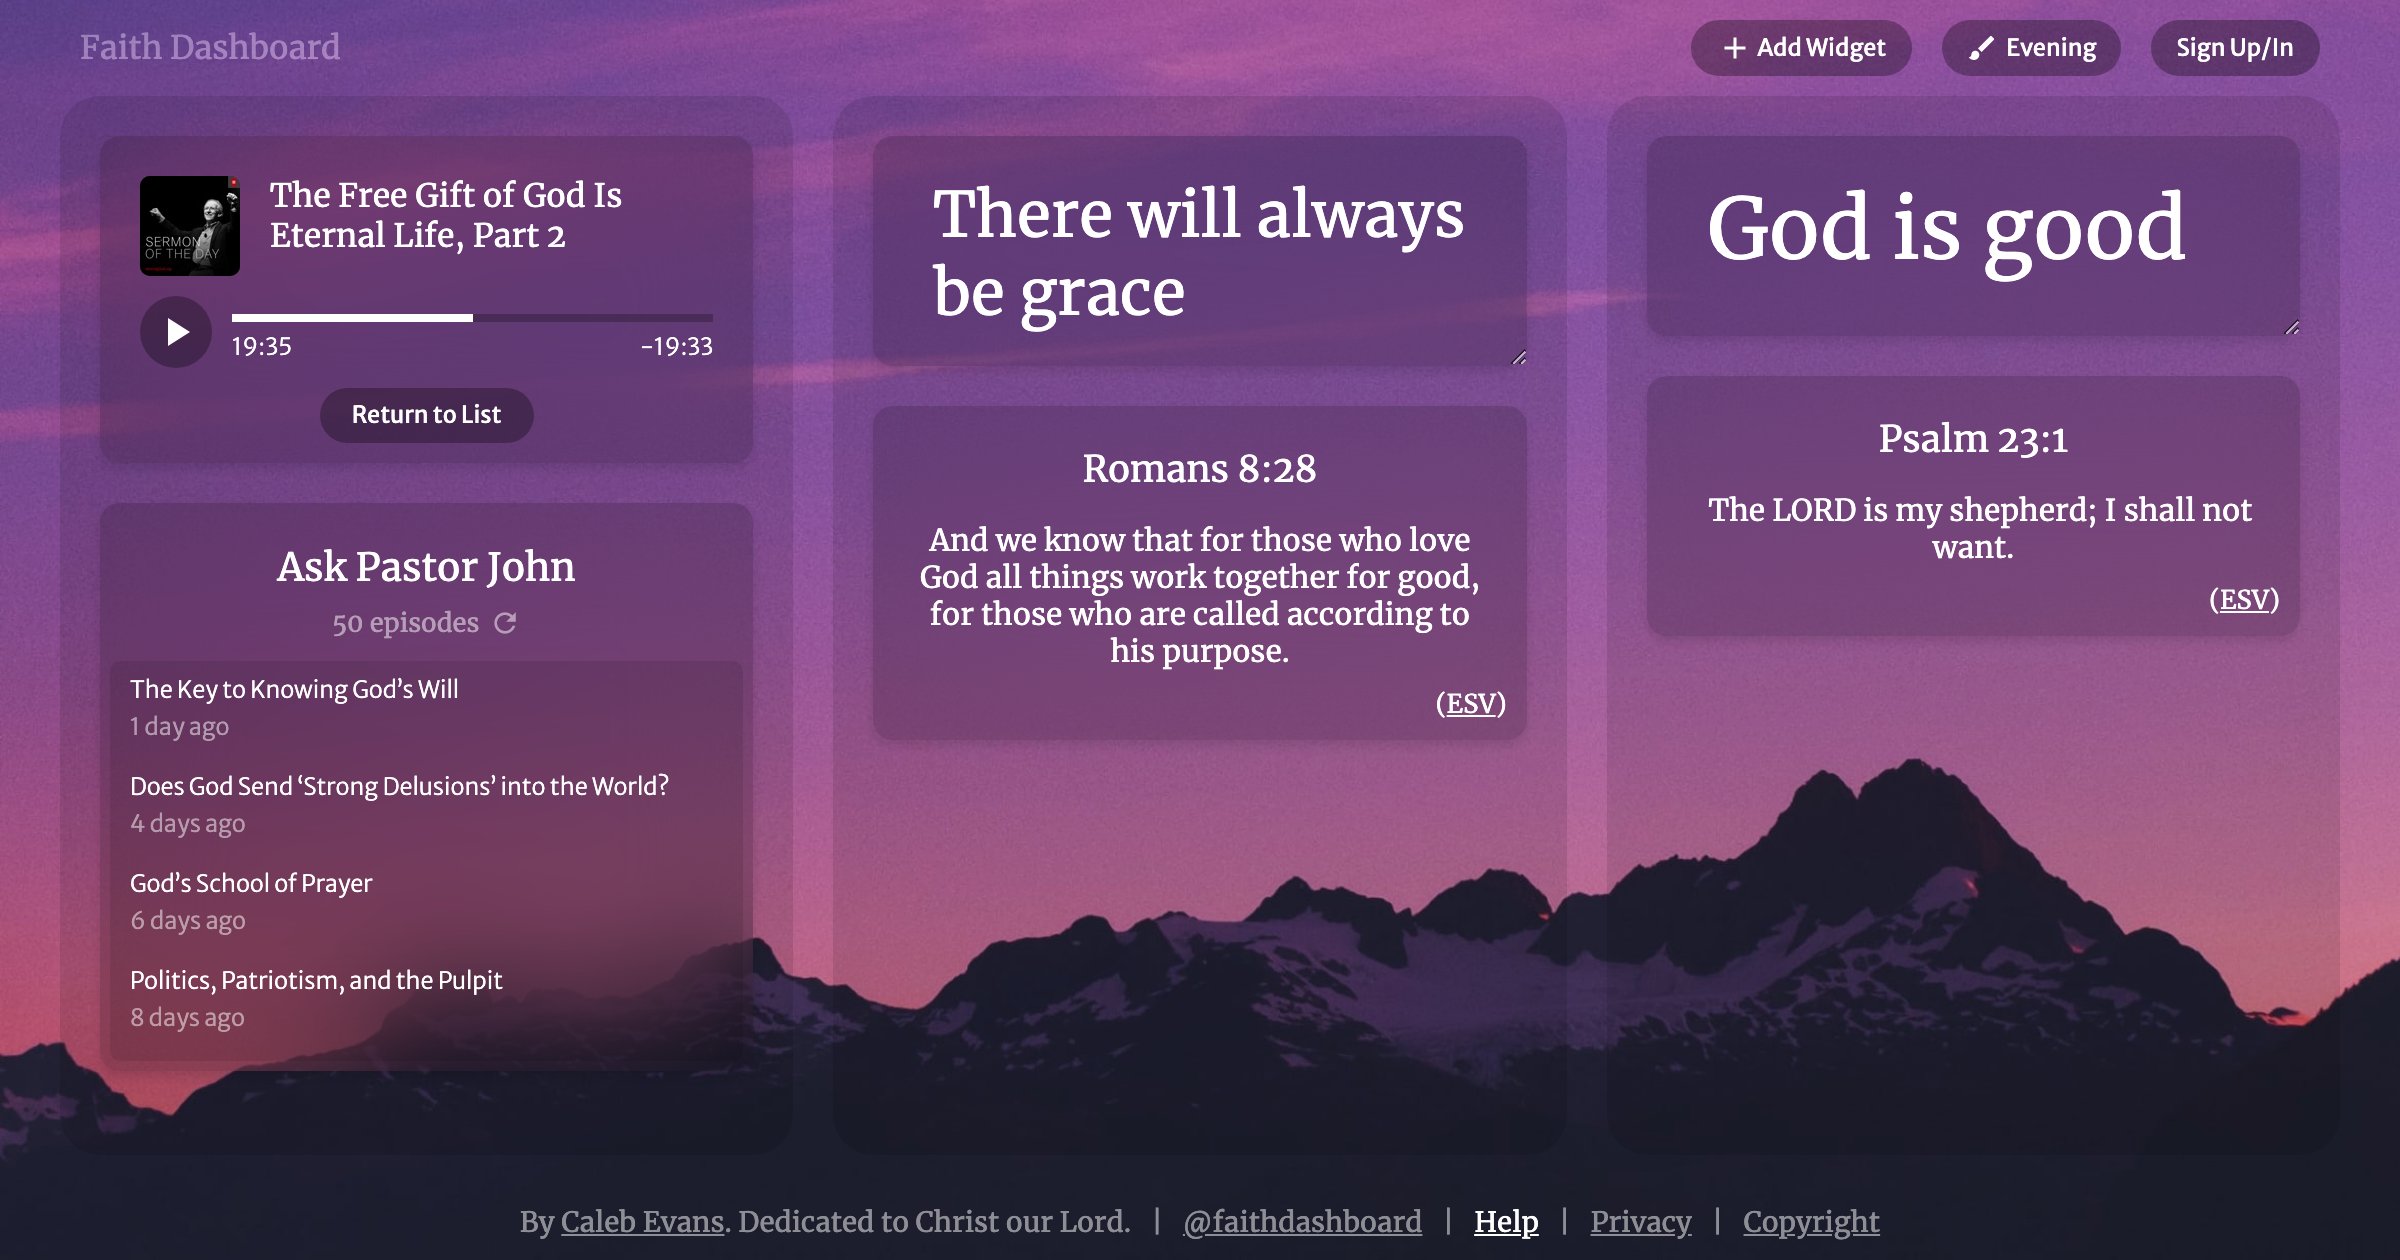 Faith Dashboard
Add Widget
Evening
Sign Up/In
SERMON
OF THE DAY
The Free Gift of God Is
Eternal Life, Part 2
19:35
-19:33
Return to List
Ask Pastor John
50 episodes
The Key to Knowing God’s Will
1 day ago
Does God Send ‘Strong Delusions’ into the World?
4 days ago
God’s School of Prayer
6 days ago
Politics, Patriotism, and the Pulpit
8 days ago
There will always
be grace
Romans 8:28
And we know that for those who love
God all things work together for good,
for those who are called according to
his purpose.
(ESV)
God is good
Psalm 23:1
The LORD is my shepherd; I shall not
want.
(ESV)
By Caleb Evans. Dedicated to Christ our Lord. | @faithdashboard | Help | Privacy | Copyright